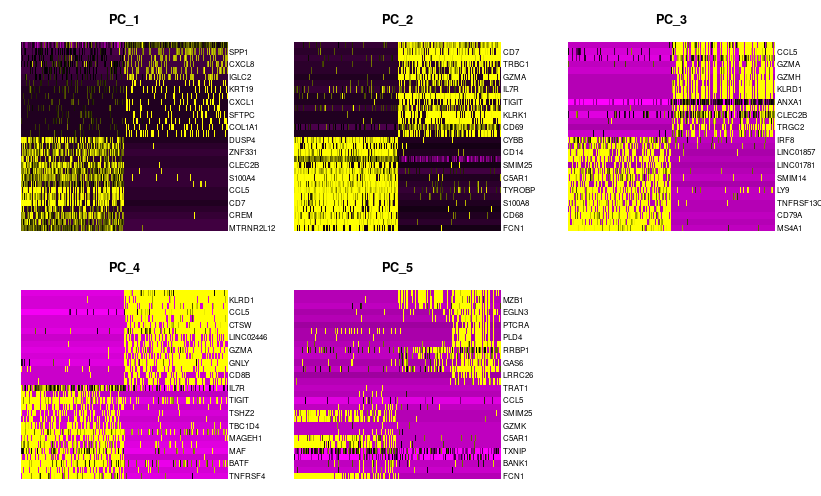 PC_1
SPP1
CXCL8
IGLC2
KRT19
CXCL1
SFTPC
COL1A1
DUSP4
ZNF331
CLEC2B
S100A4
CCL5
CD7
CREM
MTRNR2L12
PC_2
CD7
TRBC1
GZMA
IL7R
TIGIT
KLRK1
CD69
CYBB
CD14
SMIM25
C5AR1
TYROBP
S100A8
CD68
FCN1
PC_3
CCL5
GZMA
GZMH
KLRD1
ANXA1
CLEC2B
TRGC2
IRF8
LINC01857
LINC01781
SMIM14
LY9
TNFRSF13C
CD79A
MS4A1
PC_4
KLRD1
CCL5
CTSW
LINC02446
GZMA
GNLY
CD8B
IL7R
TIGIT
TSHZ2
TBC1D4
MAGEH1
MAF
BATF
TNFRSF4
PC_5
MZB1
EGLN3
PTCRA
PLD4
RRBP1
GAS6
LRRC26
TRAT1
CCL5
SMIM25
GZMK
C5AR1
TXNIP
BANK1
FCN1